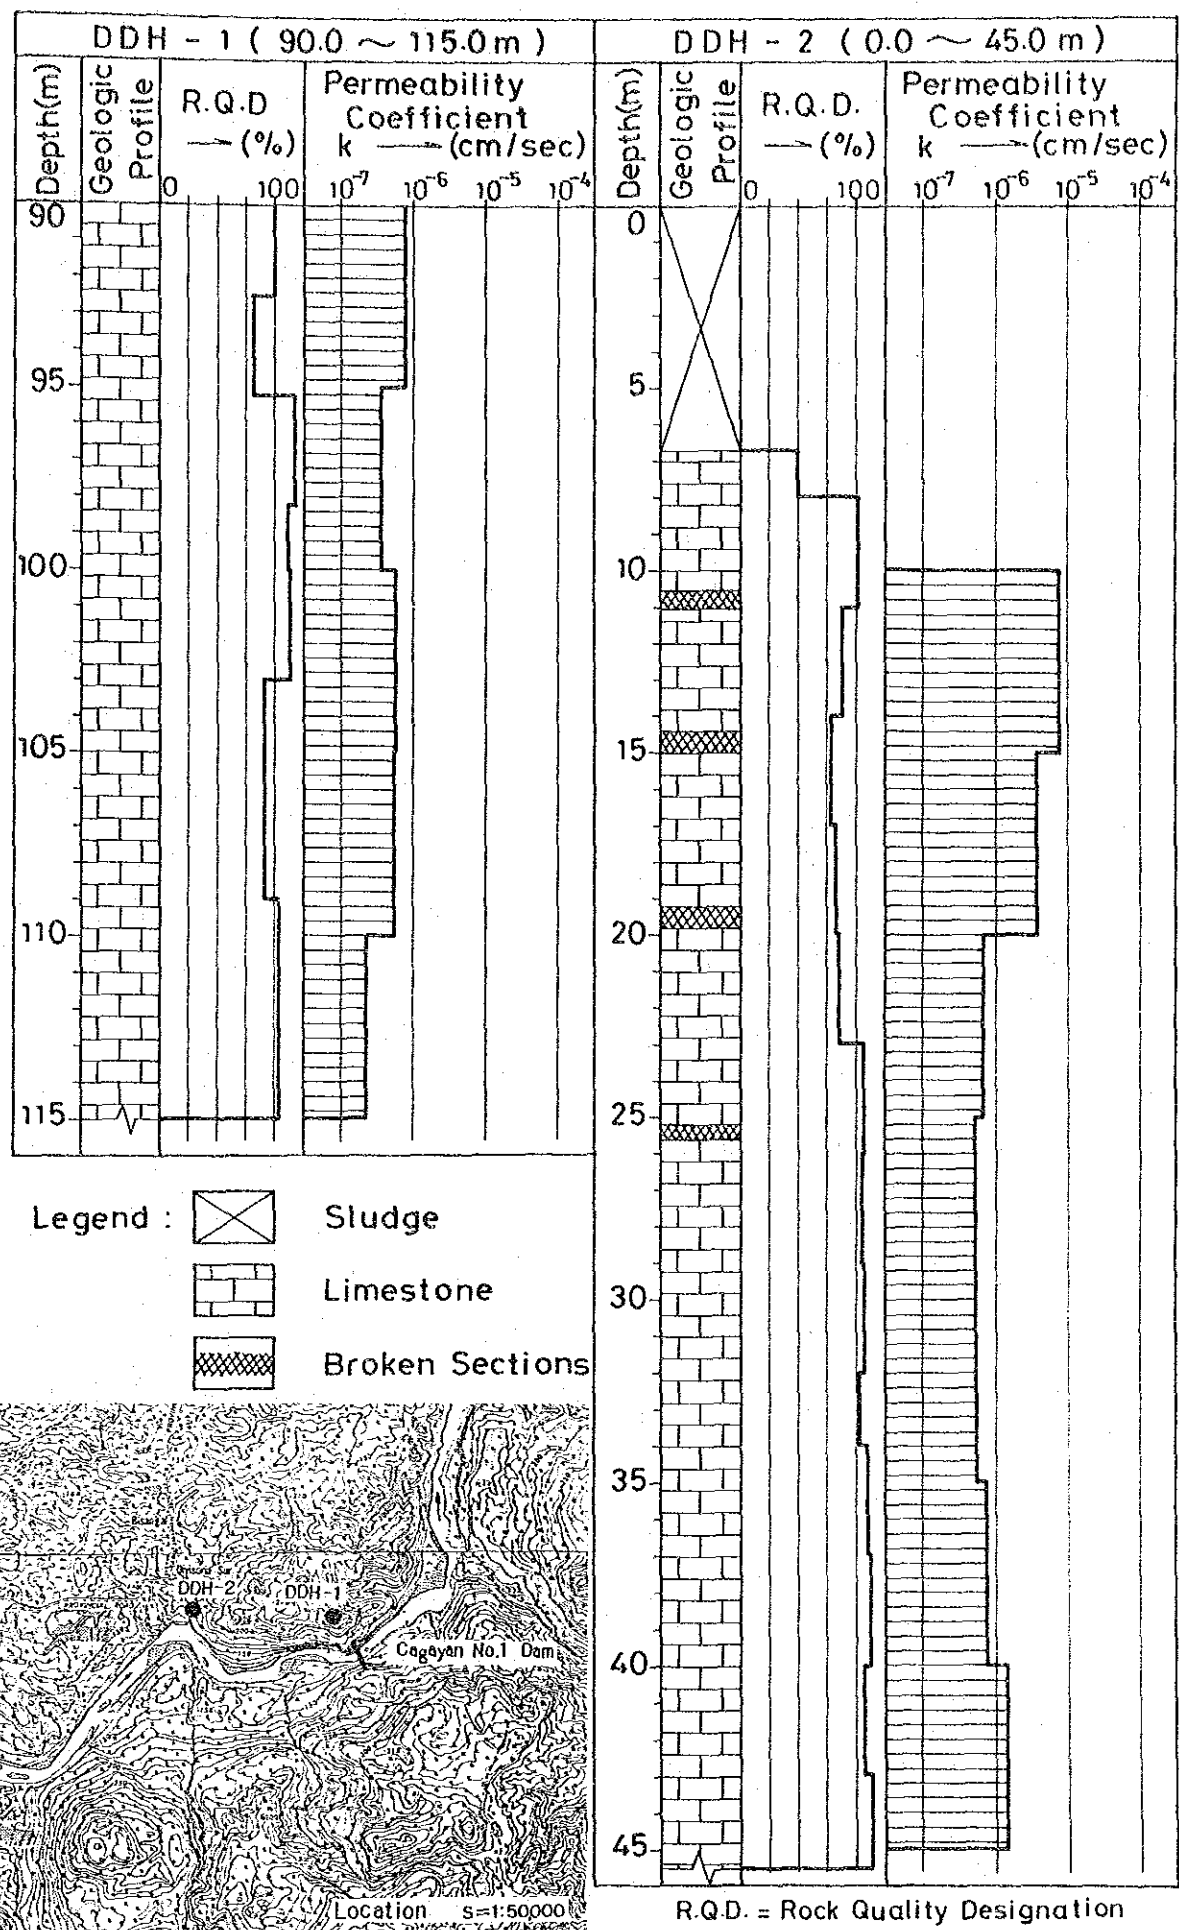 DDH - 1 ( 90.0 ～ 115.0 m )
Depth(m)
Geologic Profile
R.Q.D
→ (%)
0 100
Permeability
Coefficient
k → (cm/sec)
10⁻⁷ 10⁻⁶ 10⁻⁵ 10⁻⁴
90
95
100
105
110
115
DDH - 2 ( 0.0 ～ 45.0 m )
Depth(m)
Geologic Profile
R.Q.D.
→ (%)
0 100
Permeability
Coefficient
k → (cm/sec)
10⁻⁷ 10⁻⁶ 10⁻⁵ 10⁻⁴
0
5
10
15
20
25
30
35
40
45
Legend :
Sludge
Limestone
Broken Sections
DDH-2 DDH-1
Cagayan No.1 Dam
Location S=1:50000
R.Q.D. = Rock Quality Designation